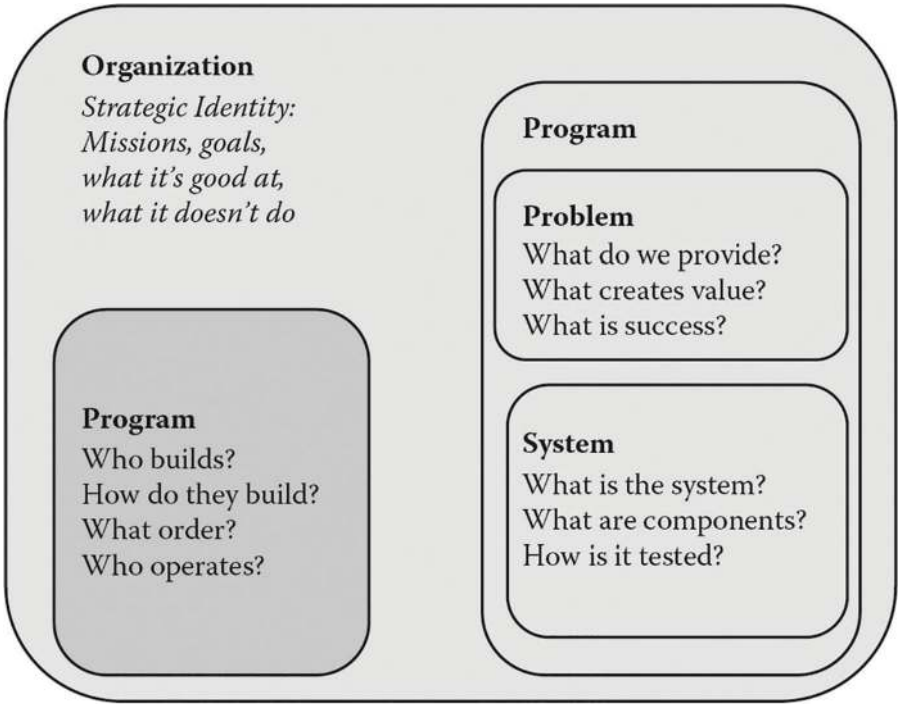 Organization
Strategic Identity:
Missions, goals,
what it's good at,
what it doesn't do
Program
Who builds?
How do they build?
What order?
Who operates?
Program
Problem
What do we provide?
What creates value?
What is success?
System
What is the system?
What are components?
How is it tested?